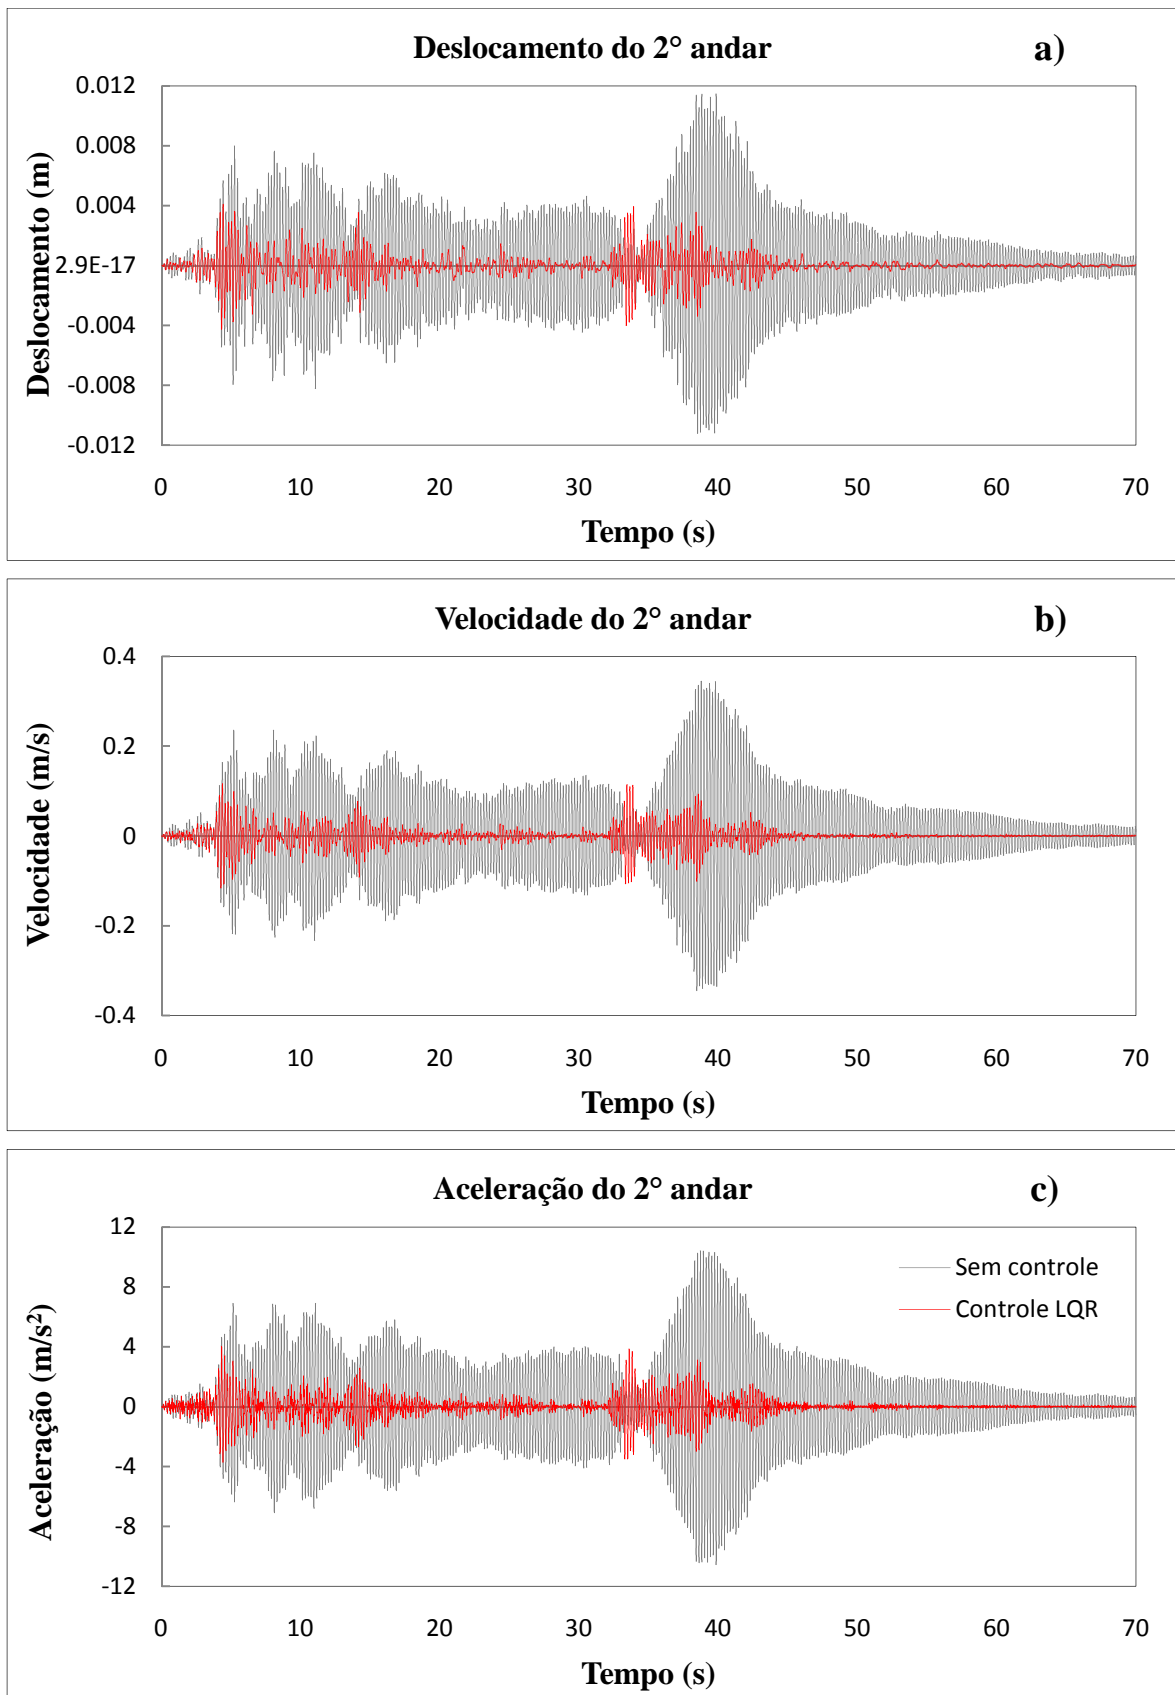 Deslocamento do 2° andar
a)
Deslocamento (m)
0.012
0.008
0.004
2.9E-17
-0.004
-0.008
-0.012
0 10 20 30 40 50 60 70
Tempo (s)
Velocidade do 2° andar
b)
Velocidade (m/s)
0.4
0.2
0
-0.2
-0.4
0 10 20 30 40 50 60 70
Tempo (s)
Aceleração do 2° andar
c)
Aceleração (m/s²)
12
8
4
0
-4
-8
-12
Sem controle
Controle LQR
0 10 20 30 40 50 60 70
Tempo (s)